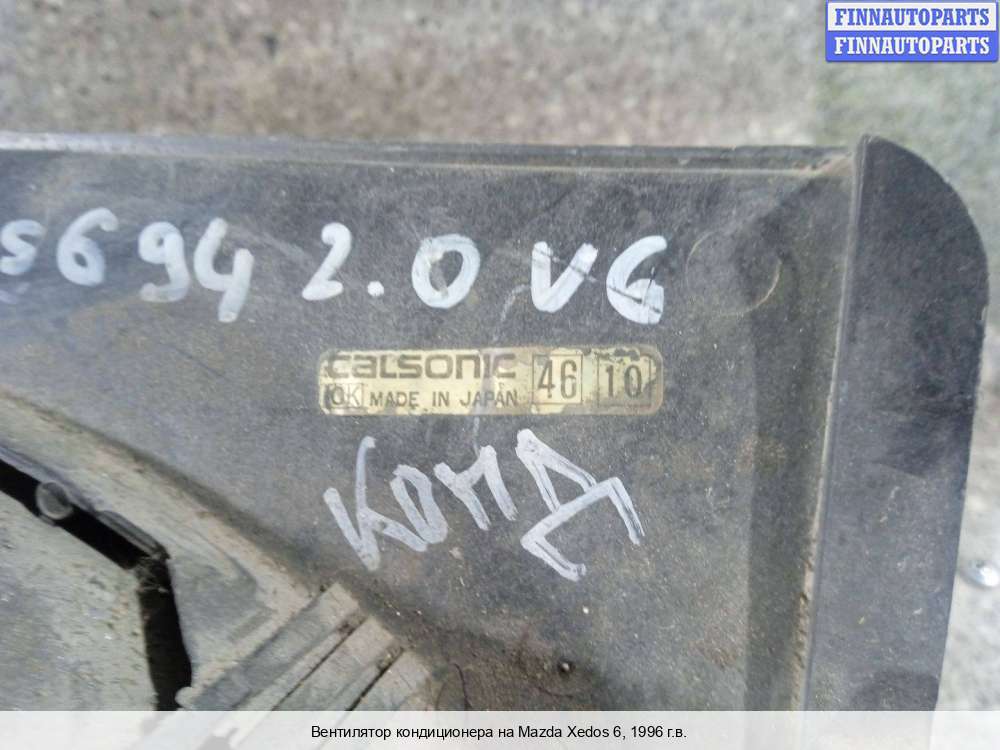 FINNAUTOPARTS
FINNAUTOPARTS
s6 94 2.0 V6
CALSONIC 46 10
OK MADE IN JAPAN
КОНД
Вентилятор кондиционера на Mazda Xedos 6, 1996 г.в.